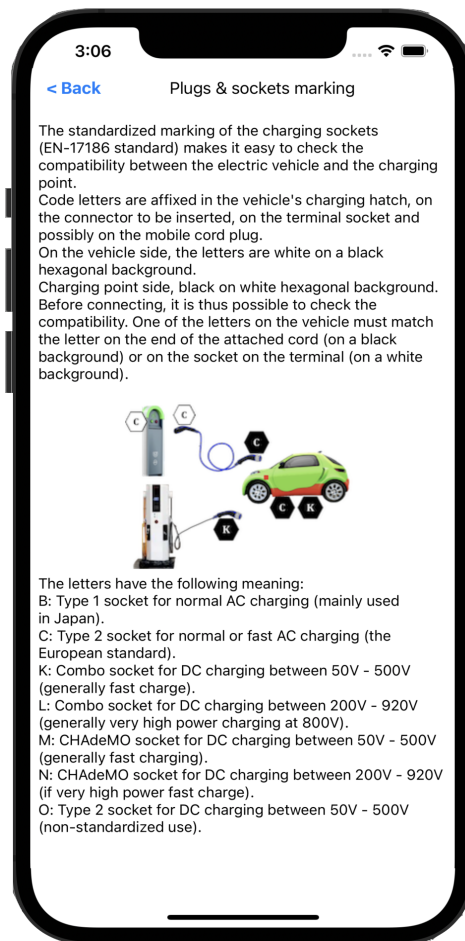 3:06
< Back
Plugs & sockets marking
The standardized marking of the charging sockets
(EN-17186 standard) makes it easy to check the
compatibility between the electric vehicle and the charging
point.
Code letters are affixed in the vehicle's charging hatch, on
the connector to be inserted, on the terminal socket and
possibly on the mobile cord plug.
On the vehicle side, the letters are white on a black
hexagonal background.
Charging point side, black on white hexagonal background.
Before connecting, it is thus possible to check the
compatibility. One of the letters on the vehicle must match
the letter on the end of the attached cord (on a black
background) or on the socket on the terminal (on a white
background).
C
C
C
C
K
K
The letters have the following meaning:
B: Type 1 socket for normal AC charging (mainly used
in Japan).
C: Type 2 socket for normal or fast AC charging (the
European standard).
K: Combo socket for DC charging between 50V - 500V
(generally fast charge).
L: Combo socket for DC charging between 200V - 920V
(generally very high power charging at 800V).
M: CHAdeMO socket for DC charging between 50V - 500V
(generally fast charging).
N: CHAdeMO socket for DC charging between 200V - 920V
(if very high power fast charge).
O: Type 2 socket for DC charging between 50V - 500V
(non-standardized use).